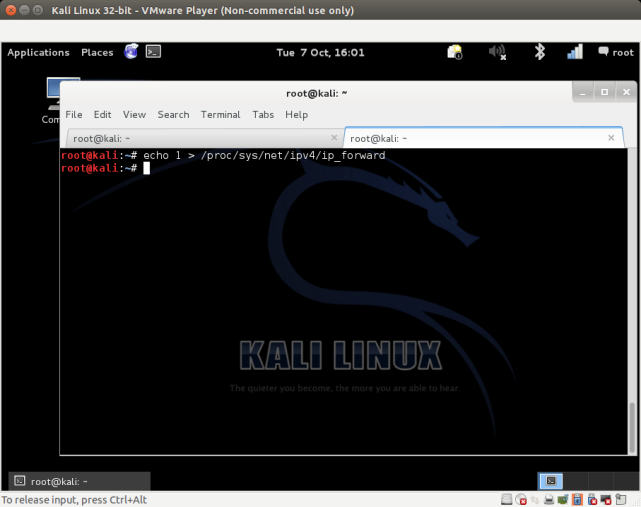 Kali Linux 32-bit - VMware Player (Non-commercial use only)
Applications Places Tue 7 Oct, 16:01 root
root@kali: ~
Com
File Edit View Search Terminal Tabs Help
root@kali: ~ × root@kali: ~ ×
root@kali:~# echo 1 > /proc/sys/net/ipv4/ip_forward
root@kali:~#
KALI LINUX
The quieter you become, the more you are able to hear.
root@kali: ~
To release input, press Ctrl+Alt